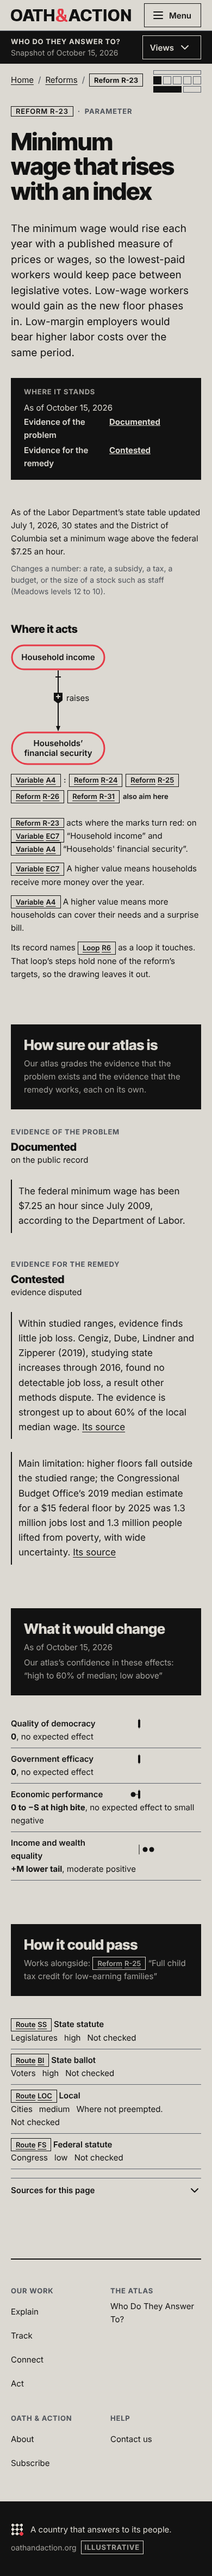 OATH&ACTION
Menu
WHO DO THEY ANSWER TO?
Snapshot of October 15, 2026
Views
Home / Reforms / Reform R-23
REFORM R-23 · PARAMETER
Minimum
wage that rises
with an index
The minimum wage would rise each
year with a published measure of
prices or wages, so the lowest-paid
workers would keep pace between
legislative votes. Low-wage workers
would gain as the new floor phases
in. Low-margin employers would
bear higher labor costs over the
same period.
WHERE IT STANDS
As of October 15, 2026
Evidence of the problem Documented
Evidence for the remedy Contested
As of the Labor Department’s state table updated
July 1, 2026, 30 states and the District of
Columbia set a minimum wage above the federal
$7.25 an hour.
Changes a number: a rate, a subsidy, a tax, a
budget, or the size of a stock such as staff
(Meadows levels 12 to 10).
Where it acts
Household income
raises
Households’
financial security
Variable A4 : Reform R-24 Reform R-25
Reform R-26 Reform R-31 also aim here
Reform R-23 acts where the marks turn red: on
Variable EC7 “Household income” and
Variable A4 “Households’ financial security”.
Variable EC7 A higher value means households
receive more money over the year.
Variable A4 A higher value means more
households can cover their needs and a surprise
bill.
Its record names Loop R6 as a loop it touches.
That loop’s steps hold none of the reform’s
targets, so the drawing leaves it out.
How sure our atlas is
Our atlas grades the evidence that the
problem exists and the evidence that the
remedy works, each on its own.
EVIDENCE OF THE PROBLEM
Documented
on the public record
The federal minimum wage has been
$7.25 an hour since July 2009,
according to the Department of Labor.
EVIDENCE FOR THE REMEDY
Contested
evidence disputed
Within studied ranges, evidence finds
little job loss. Cengiz, Dube, Lindner and
Zipperer (2019), studying state
increases through 2016, found no
detectable job loss, a result other
methods dispute. The evidence is
strongest up to about 60% of the local
median wage. Its source
Main limitation: higher floors fall outside
the studied range; the Congressional
Budget Office’s 2019 median estimate
for a $15 federal floor by 2025 was 1.3
million jobs lost and 1.3 million people
lifted from poverty, with wide
uncertainty. Its source
What it would change
As of October 15, 2026
Our atlas’s confidence in these effects:
“high to 60% of median; low above”
Quality of democracy
0, no expected effect
Government efficacy
0, no expected effect
Economic performance
0 to −S at high bite, no expected effect to small
negative
Income and wealth
equality
+M lower tail, moderate positive
How it could pass
Works alongside: Reform R-25 “Full child
tax credit for low-earning families”
Route SS State statute
Legislatures high Not checked
Route BI State ballot
Voters high Not checked
Route LOC Local
Cities medium Where not preempted.
Not checked
Route FS Federal statute
Congress low Not checked
Sources for this page
OUR WORK
Explain
Track
Connect
Act
THE ATLAS
Who Do They Answer
To?
OATH & ACTION
About
Subscribe
HELP
Contact us
A country that answers to its people.
oathandaction.org ILLUSTRATIVE